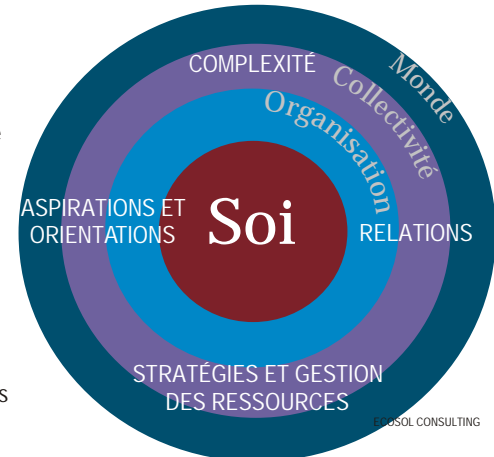 COMPLEXITÉ
Monde
Collectivité
Organisation
ASPIRATIONS ET
ORIENTATIONS
Soi
RELATIONS
STRATÉGIES ET GESTION
DES RESSOURCES
ECOSOL CONSULTING